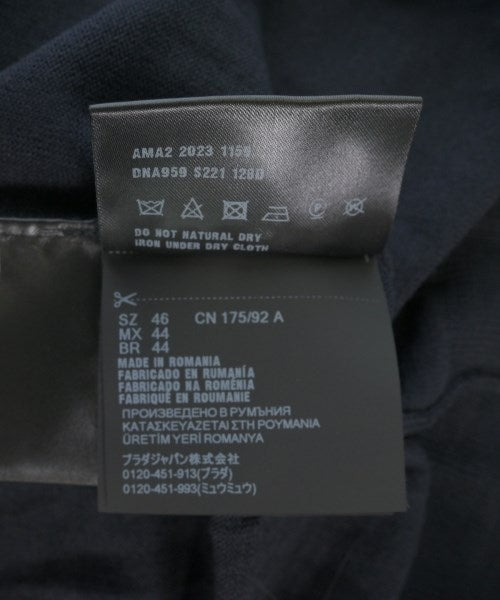 AMA2 2023 1159
DNA959 S221 128D
DO NOT NATURAL DRY
IRON UNDER DRY CLOTH
SZ 46 CN 175/92 A
MX 44
BR 44
MADE IN ROMANIA
FABRICADO EN RUMANÍA
FABRICADO NA ROMÊNIA
FABRIQUÉ EN ROUMANIE
ПРОИЗВЕДЕНО В РУМЪНИЯ
ΚΑΤΑΣΚΕΥΑΖΕΤΑΙ ΣΤΗ ΡΟΥΜΑΝΙΑ
ÜRETİM YERİ ROMANYA
プラダジャパン株式会社
0120-451-913(プラダ)
0120-451-993(ミュウミュウ)